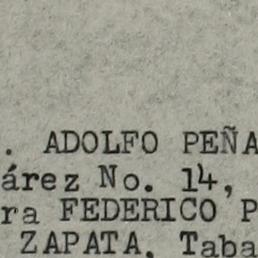 . ADOLFO PEÑA
árez No. 14,
ra FEDERICO P
ZAPATA, Taba